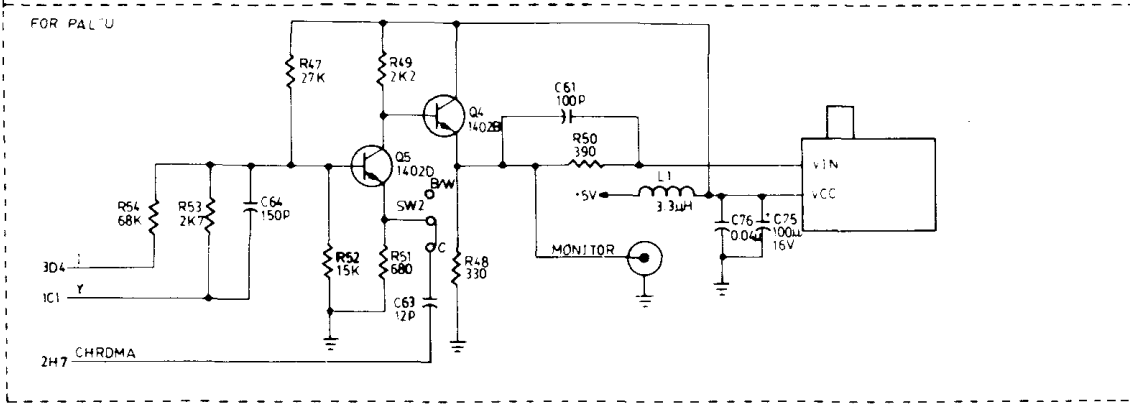 FOR PAL U
R47
27K
R49
2K2
Q4
1402B
C61
100P
R50
390
Q5
1402D
B/W
SW2
C
+5V
L1
3.3μH
VIN
VCC
R54
68K
R53
2K7
C64
150P
R52
15K
R51
680
C63
12P
R48
330
MONITOR
C76
0.04μ
+
C75
100μ
16V
3D4
1C1 Y
2H7 CHRDMA